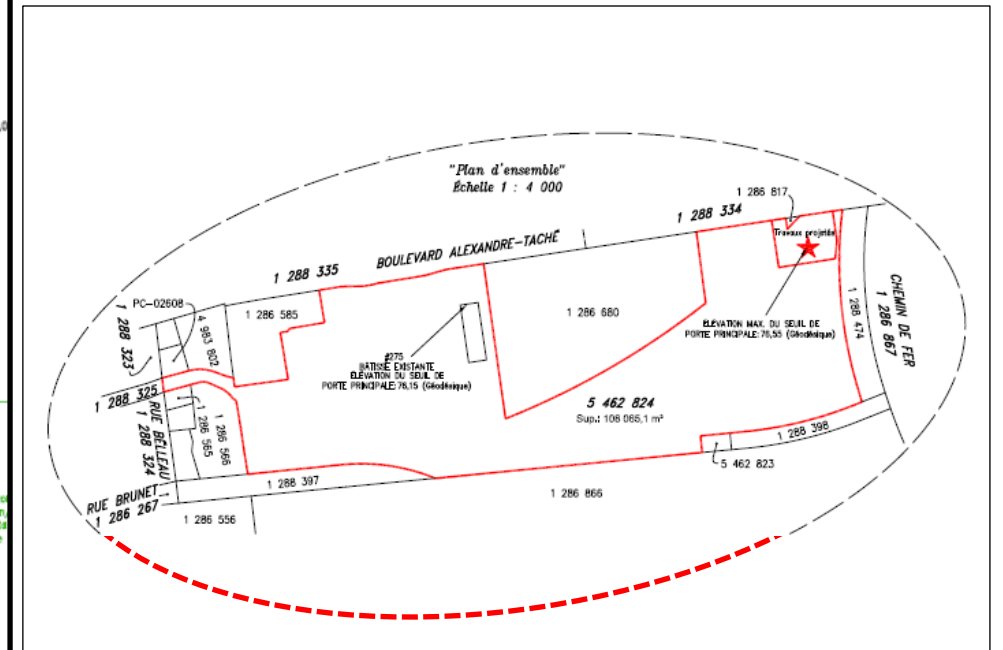 "Plan d'ensemble"
Échelle 1 : 4 000
1 286 817
1 288 334
Travaux projetés
BOULEVARD ALEXANDRE-TACHÉ
1 288 335
PC-02608
1 286 585
4 983 802
1 288 323
1 286 680
CHEMIN DE FER
1 286 867
1 288 474
ÉLÉVATION MAX. DU SEUIL DE
PORTE PRINCIPALE: 76,55 (Géodésique)
#275
BÂTISSE EXISTANTE
ÉLÉVATION DU SEUIL DE
PORTE PRINCIPALE: 76,15 (Géodésique)
1 288 325
RUE BELLEAU
1 288 324
1 286 565
1 286 566
5 462 824
Sup.: 106 065,1 m²
1 288 398
5 462 823
1 288 397
1 286 866
RUE BRUNET
1 286 267
1 286 556